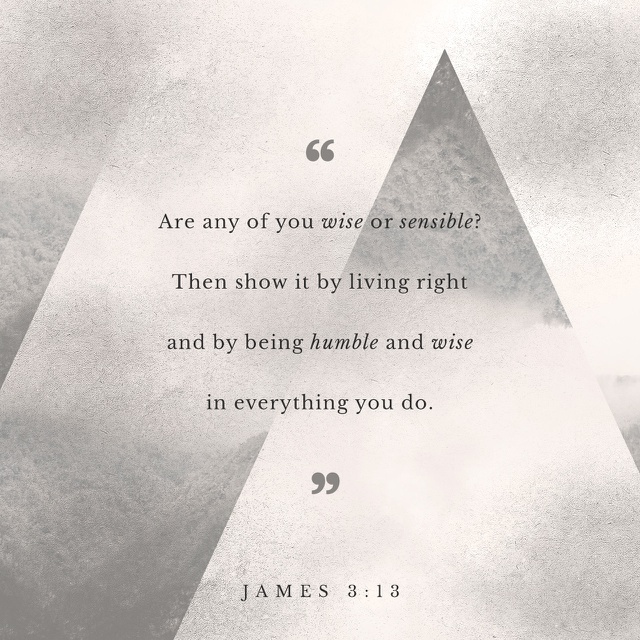 “
Are any of you wise or sensible?
Then show it by living right
and by being humble and wise
in everything you do.
”
JAMES 3:13